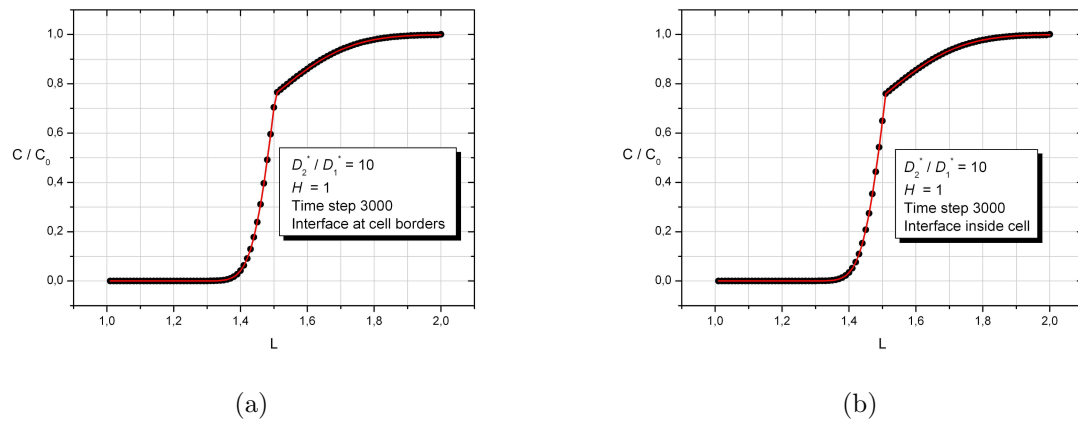 1,0
0,8
0,6
C / C0
0,4
0,2
0,0
D2* / D1* = 10
H = 1
Time step 3000
Interface at cell borders
1,0 1,2 1,4 1,6 1,8 2,0
L
(a)
1,0
0,8
0,6
C / C0
0,4
0,2
0,0
D2* / D1* = 10
H = 1
Time step 3000
Interface inside cell
1,0 1,2 1,4 1,6 1,8 2,0
L
(b)